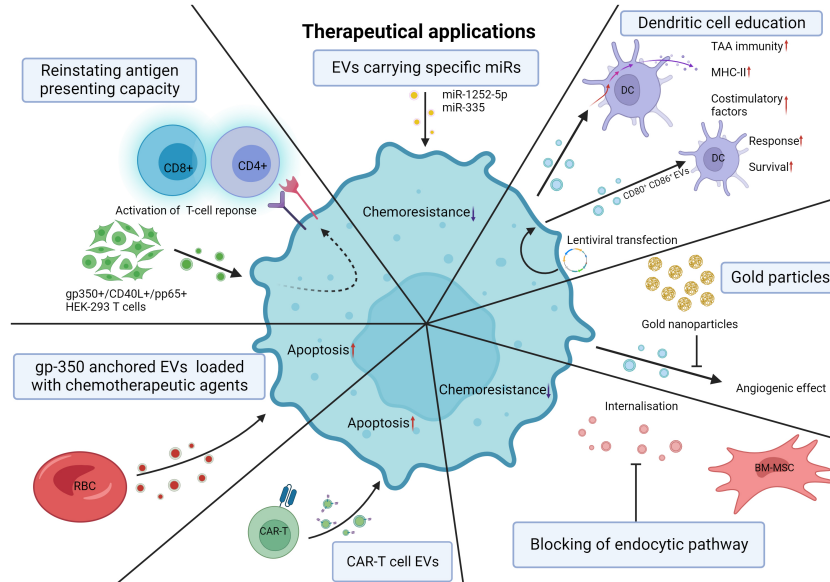 Therapeutical applications
EVs carrying specific miRs
miR-1252-5p
miR-335
Chemoresistance
Dendritic cell education
DC
TAA immunity
MHC-II
Costimulatory
factors
CD80+ CD86+ EVs
DC
Response
Survival
Lentiviral transfection
Gold particles
Gold nanoparticles
Angiogenic effect
Chemoresistance
Internalisation
BM-MSC
Blocking of endocytic pathway
Apoptosis
CAR-T
CAR-T cell EVs
Apoptosis
gp-350 anchored EVs loaded
with chemotherapeutic agents
RBC
Reinstating antigen
presenting capacity
CD8+
CD4+
Activation of T-cell reponse
gp350+/CD40L+/pp65+
HEK-293 T cells